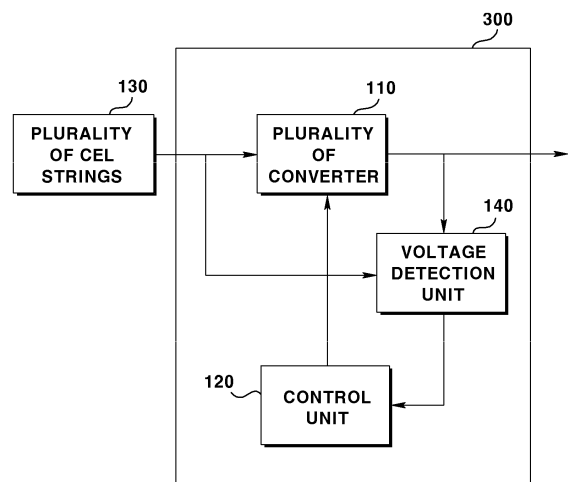 300
130
PLURALITY
OF CEL
STRINGS
110
PLURALITY
OF
CONVERTER
140
VOLTAGE
DETECTION
UNIT
120
CONTROL
UNIT